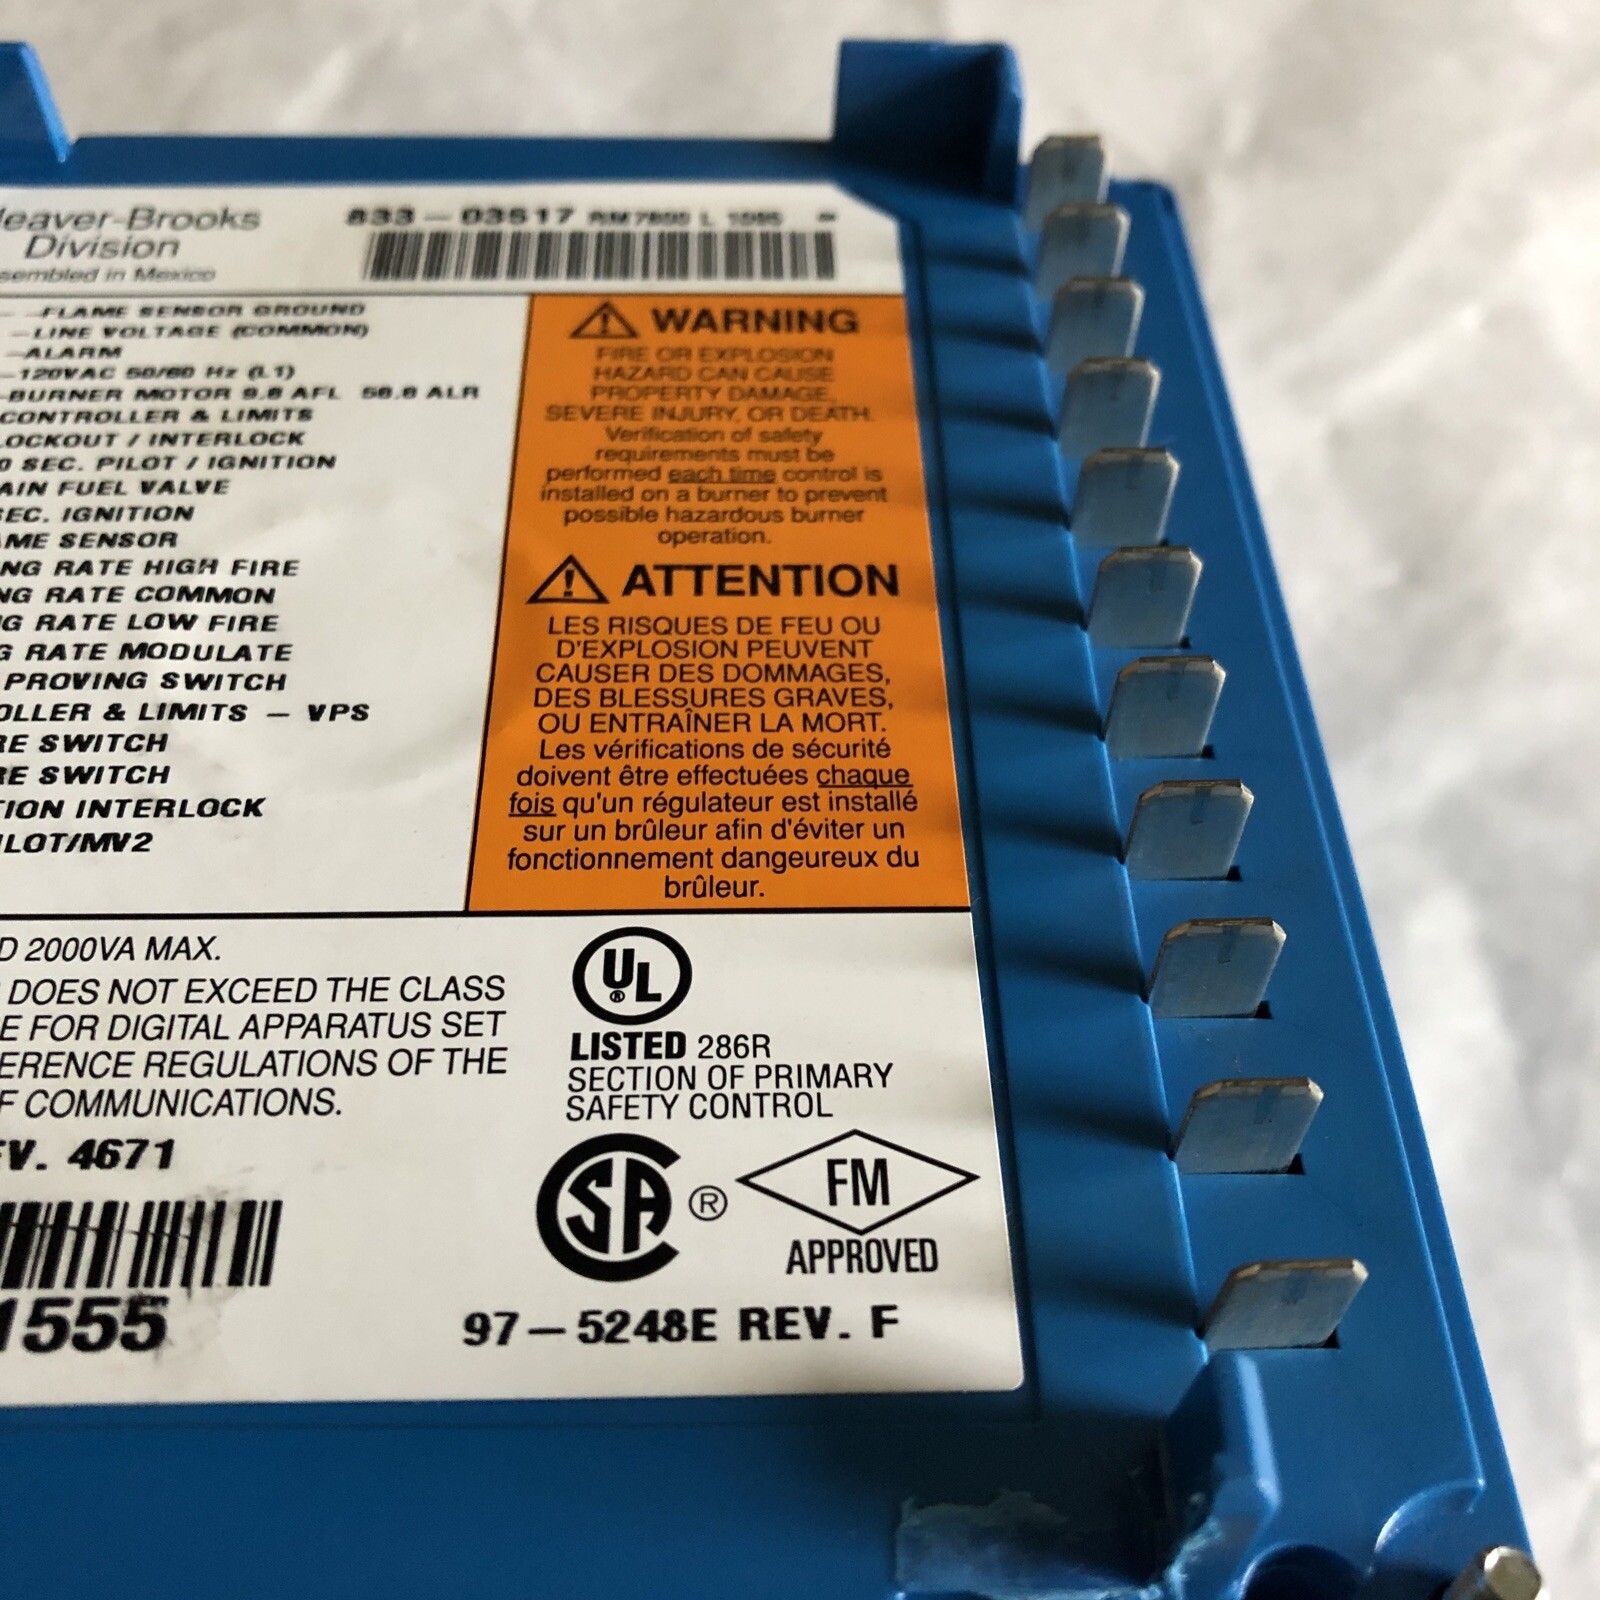 eaver-Brooks
Division
sembled in Mexico
833-03517 RM7800 L 1095
FLAME SENSOR GROUND
LINE VOLTAGE (COMMON)
ALARM
120VAC 50/60 Hz (L1)
BURNER MOTOR 9.8 AFL 58.8 ALR
CONTROLLER & LIMITS
LOCKOUT / INTERLOCK
0 SEC. PILOT / IGNITION
AIN FUEL VALVE
SEC. IGNITION
AME SENSOR
NG RATE HIGH FIRE
NG RATE COMMON
G RATE LOW FIRE
G RATE MODULATE
PROVING SWITCH
OLLER & LIMITS - VPS
RE SWITCH
RE SWITCH
TION INTERLOCK
ILOT/MV2
WARNING
FIRE OR EXPLOSION
HAZARD CAN CAUSE
PROPERTY DAMAGE,
SEVERE INJURY, OR DEATH.
Verification of safety
requirements must be
performed each time control is
installed on a burner to prevent
possible hazardous burner
operation.
ATTENTION
LES RISQUES DE FEU OU
D'EXPLOSION PEUVENT
CAUSER DES DOMMAGES,
DES BLESSURES GRAVES,
OU ENTRAÎNER LA MORT.
Les vérifications de sécurité
doivent être effectuées chaque
fois qu'un régulateur est installé
sur un brûleur afin d'éviter un
fonctionnement dangeureux du
brûleur.
D 2000VA MAX.
DOES NOT EXCEED THE CLASS
E FOR DIGITAL APPARATUS SET
ERENCE REGULATIONS OF THE
F COMMUNICATIONS.
EV. 4671
1555
UL ®
LISTED 286R
SECTION OF PRIMARY
SAFETY CONTROL
SA ®
FM
APPROVED
97-5248E REV. F